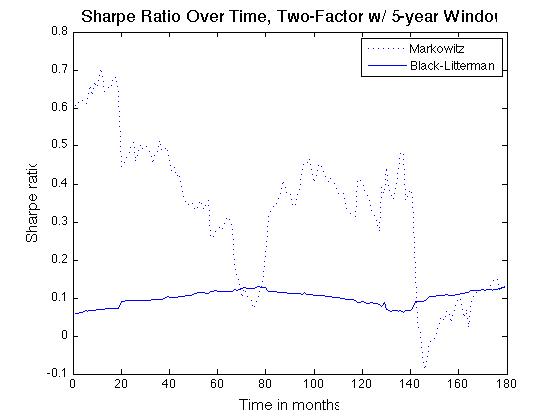 Sharpe Ratio Over Time, Two-Factor w/ 5-year Window
0.8
0.7
0.6
0.5
0.4
0.3
0.2
0.1
0
-0.1
Sharpe ratio
Markowitz
Black-Litterman
0 20 40 60 80 100 120 140 160 180
Time in months